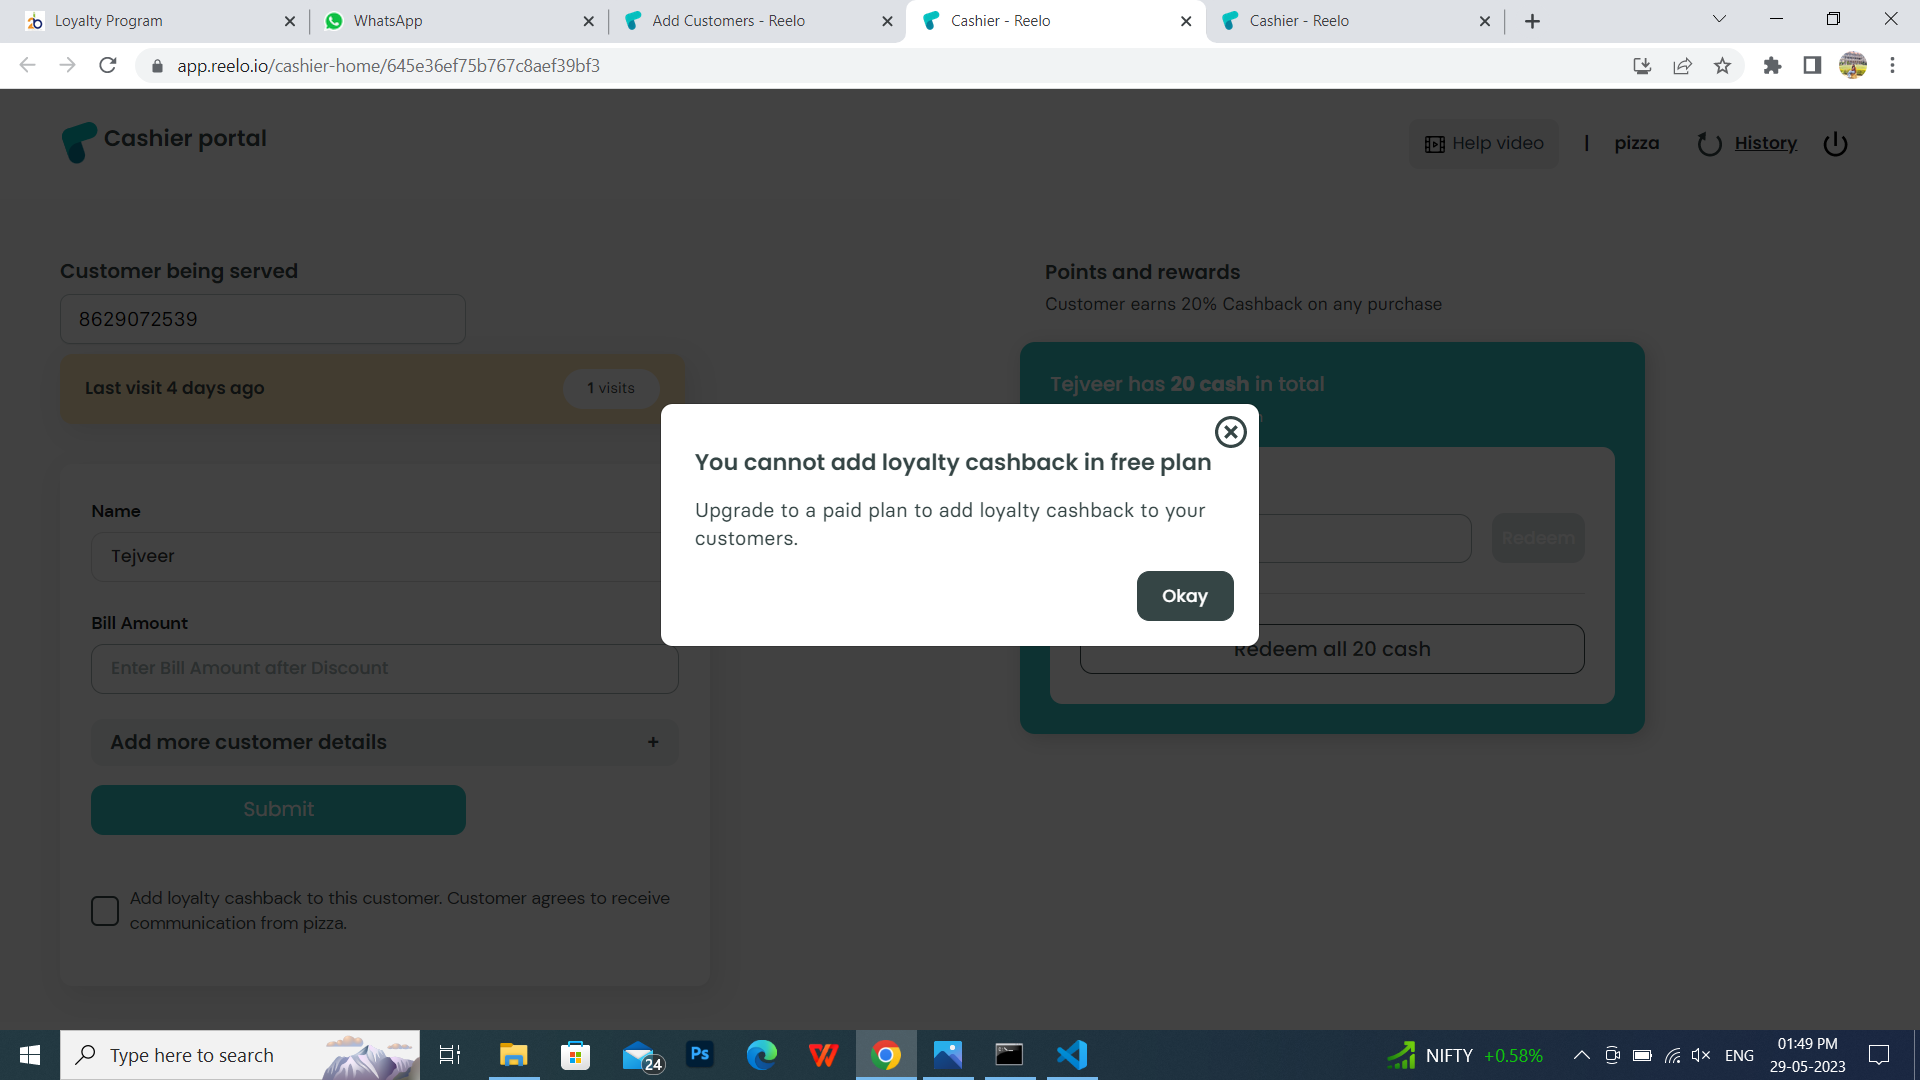 Loyalty Program
WhatsApp
Add Customers - Reelo
Cashier - Reelo
Cashier - Reelo
app.reelo.io/cashier-home/645e36ef75b767c8aef39bf3
Cashier portal
Help video
|
pizza
History
Customer being served
8629072539
Last visit 4 days ago
1 visits
Points and rewards
Customer earns 20% Cashback on any purchase
Tejveer has 20 cash in total
You cannot add loyalty cashback in free plan
Upgrade to a paid plan to add loyalty cashback to your
customers.
Okay
Name
Tejveer
Redeem
Bill Amount
Enter Bill Amount after Discount
Redeem all 20 cash
Add more customer details +
Submit
Add loyalty cashback to this customer. Customer agrees to receive
communication from pizza.
Type here to search
24
Ps
NIFTY +0.58%
ENG
01:49 PM
29-05-2023